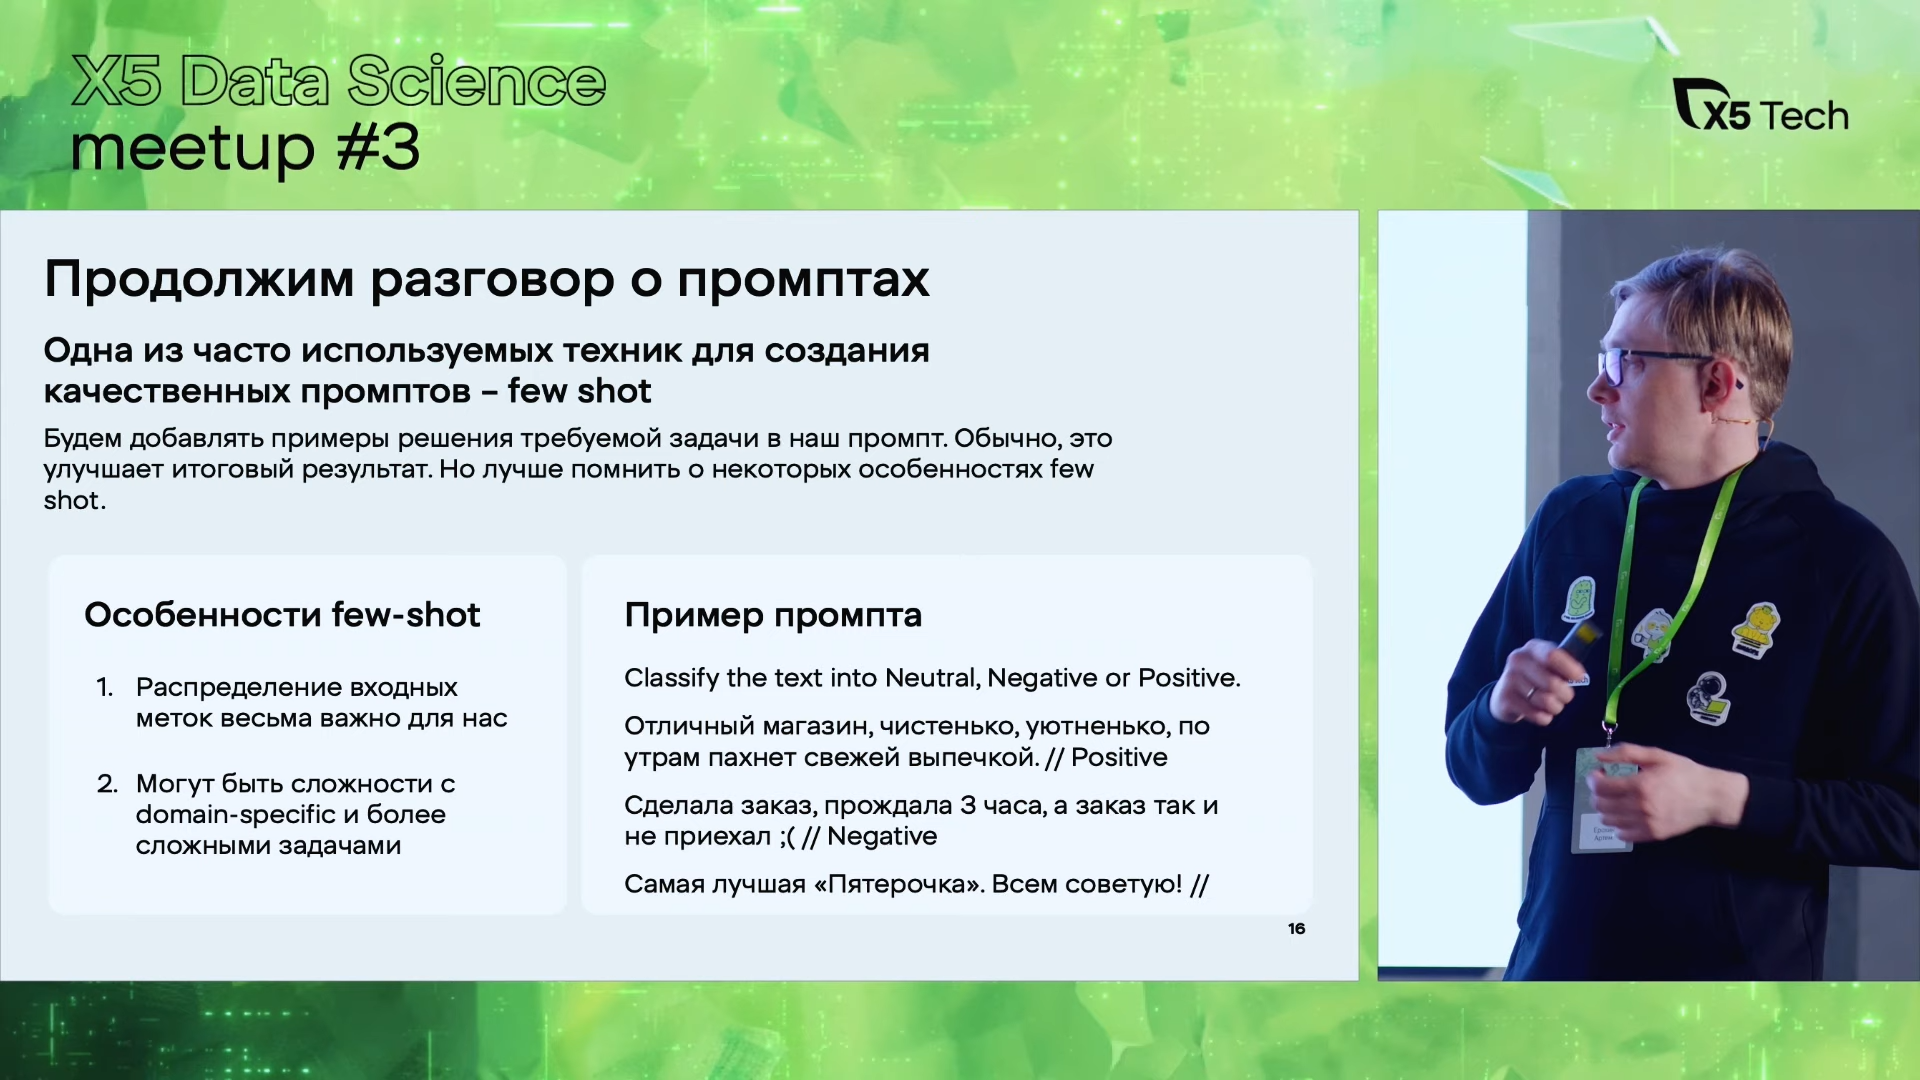 X5 Data Science
meetup #3
X5 Tech
Продолжим разговор о промптах
Одна из часто используемых техник для создания
качественных промптов – few shot
Будем добавлять примеры решения требуемой задачи в наш промпт. Обычно, это
улучшает итоговый результат. Но лучше помнить о некоторых особенностях few
shot.
Особенности few-shot
1. Распределение входных
меток весьма важно для нас
2. Могут быть сложности с
domain-specific и более
сложными задачами
Пример промпта
Classify the text into Neutral, Negative or Positive.
Отличный магазин, чистенько, уютненько, по
утрам пахнет свежей выпечкой. // Positive
Сделала заказ, прождала 3 часа, а заказ так и
не приехал ;( // Negative
Самая лучшая «Пятерочка». Всем советую! //
16